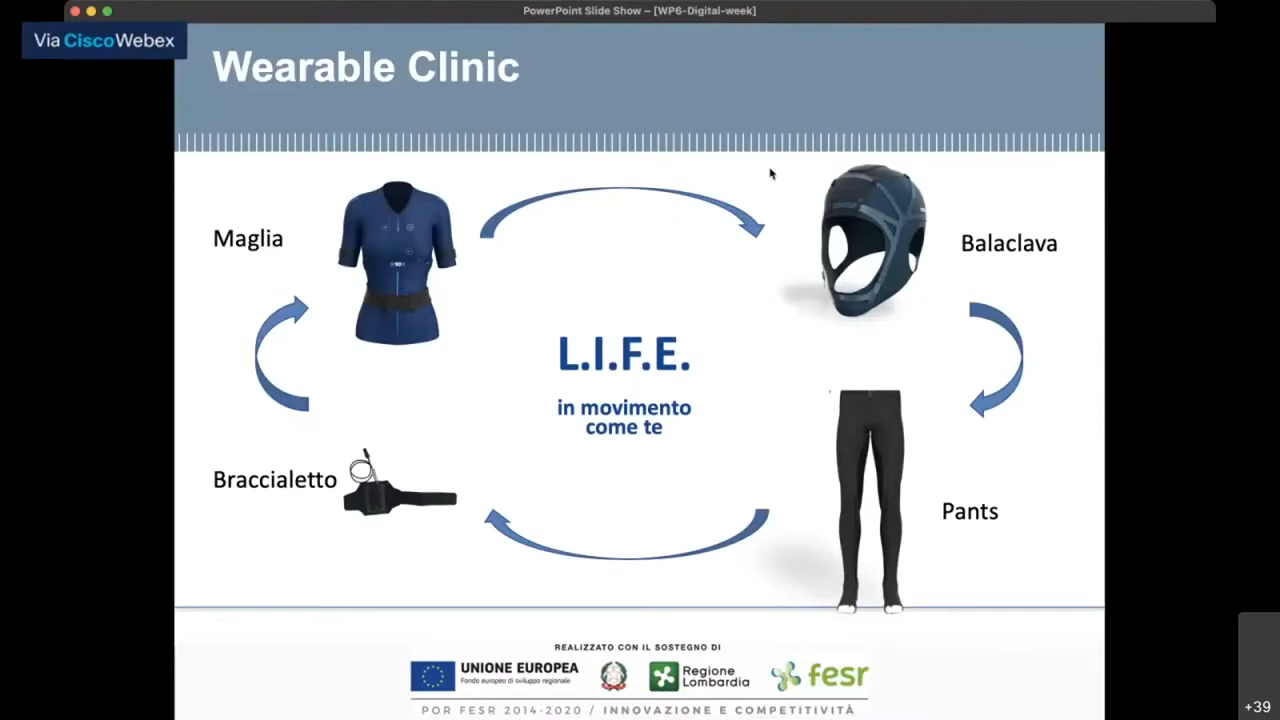 PowerPoint Slide Show – [WP6-Digital-week]
Via CiscoWebex
Wearable Clinic
Maglia
Balaclava
L.I.F.E.
in movimento
come te
Braccialetto
Pants
REALIZZATO CON IL SOSTEGNO DI
UNIONE EUROPEA
Fondo europeo di sviluppo regionale
Regione
Lombardia
fesr
POR FESR 2014-2020 / INNOVAZIONE E COMPETITIVITÀ
+39